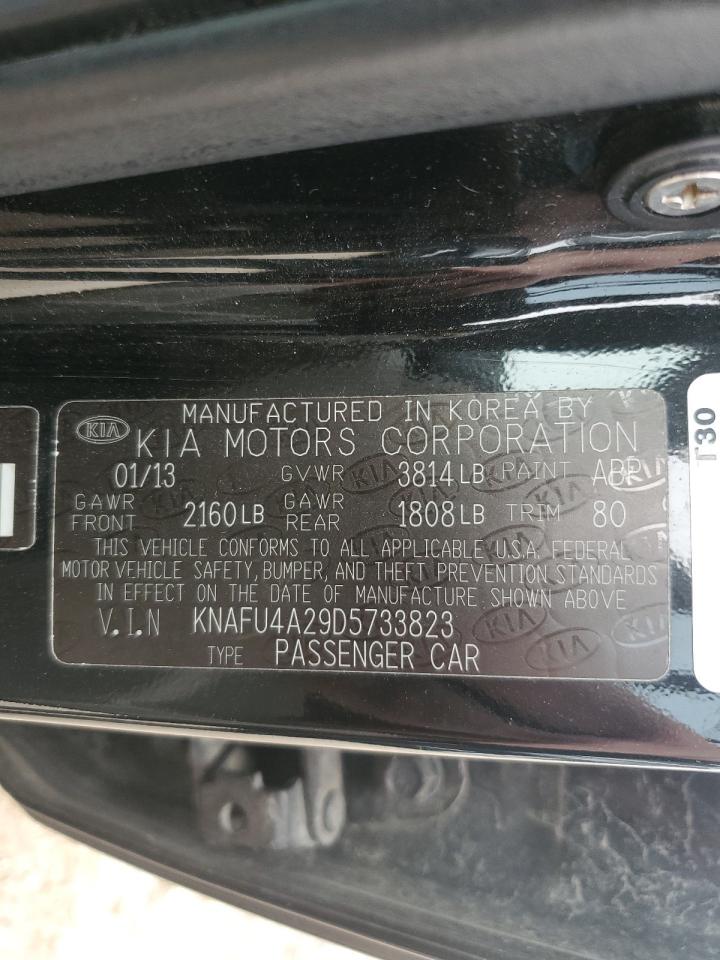 MANUFACTURED IN KOREA BY
KIA KIA MOTORS CORPORATION
01/13 GVWR 3814LB PAINT ABP
GAWR FRONT 2160LB GAWR REAR 1808LB TRIM 80
THIS VEHICLE CONFORMS TO ALL APPLICABLE U.S.A. FEDERAL
MOTOR VEHICLE SAFETY, BUMPER, AND THEFT PREVENTION STANDARDS
IN EFFECT ON THE DATE OF MANUFACTURE SHOWN ABOVE
V.I.N KNAFU4A29D5733823
TYPE PASSENGER CAR
T30